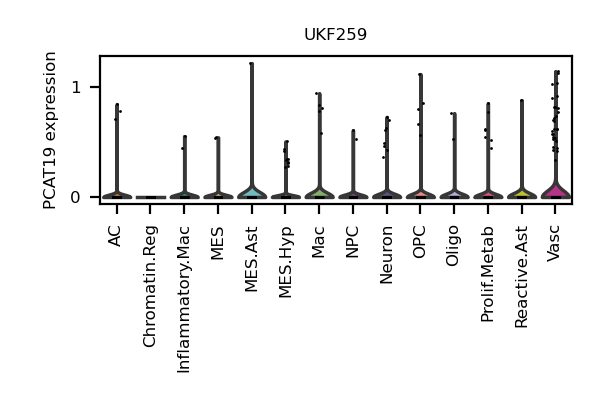 UKF259
PCAT19 expression
1
0
AC
Chromatin.Reg
Inflammatory.Mac
MES
MES.Ast
MES.Hyp
Mac
NPC
Neuron
OPC
Oligo
Prolif.Metab
Reactive.Ast
Vasc